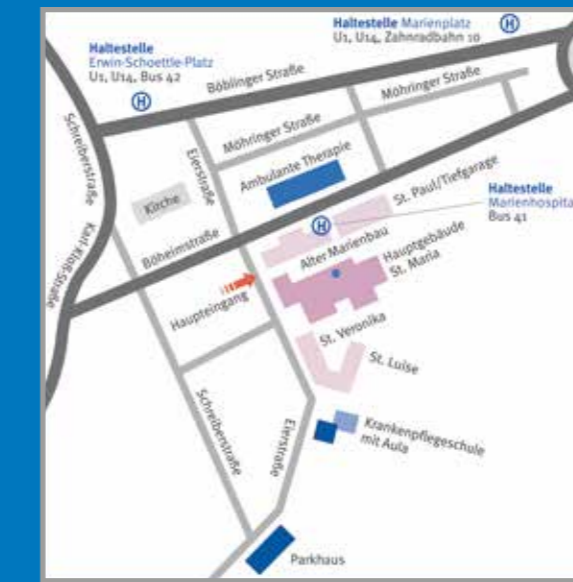 Haltestelle Marienplatz
U1, U14, Zahnradbahn 10
H
Haltestelle
Erwin-Schoettle-Platz
U1, U14, Bus 42
H
Böblinger Straße
Möhringer Straße
Möhringer Straße
Schreiberstraße
Eierstraße
Ambulante Therapie
Kirche
St. Paul/Tiefgarage
Haltestelle
Marienhospital
Bus 41
H
Karl-Kloß-Straße
Böheimstraße
Alter Marienbau
Hauptgebäude
St. Maria
Haupteingang
St. Veronika
St. Luise
Schreiberstraße
Eierstraße
Krankenpflegeschule
mit Aula
Parkhaus